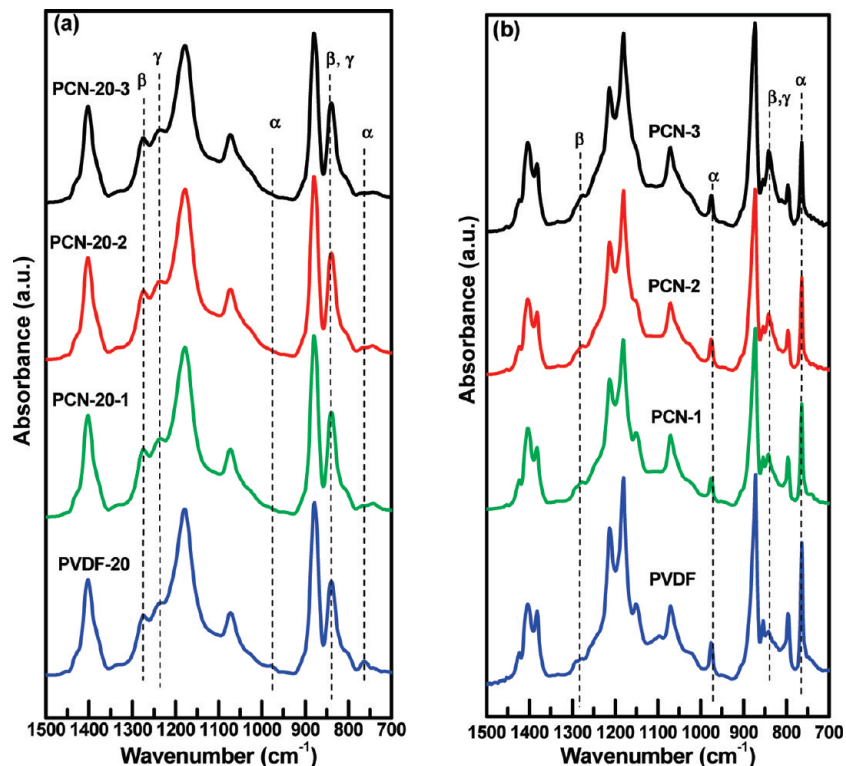 (a)
γ
β
β, γ
PCN-20-3
α
α
PCN-20-2
PCN-20-1
PVDF-20
Absorbance (a.u.)
1500 1400 1300 1200 1100 1000 900 800 700
Wavenumber (cm⁻¹)
(b)
α
β,γ
β
PCN-3
α
PCN-2
PCN-1
PVDF
Absorbance (a.u.)
1500 1400 1300 1200 1100 1000 900 800 700
Wavenumber (cm⁻¹)